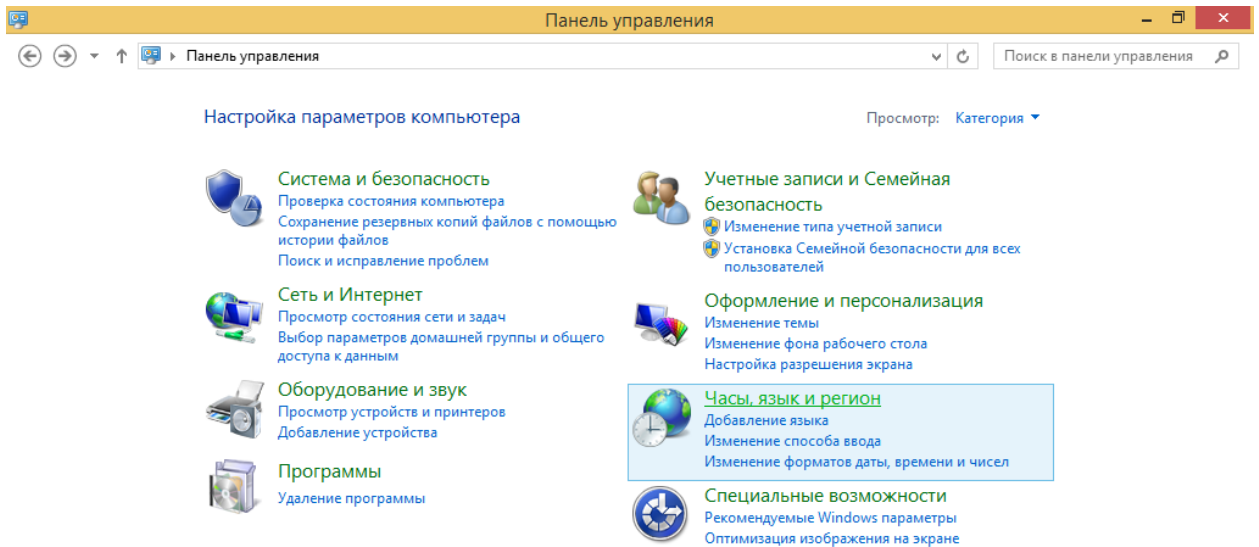 Панель управления
Панель управления
Поиск в панели управления
Настройка параметров компьютера
Просмотр: Категория
Система и безопасность
Проверка состояния компьютера
Сохранение резервных копий файлов с помощью
истории файлов
Поиск и исправление проблем
Сеть и Интернет
Просмотр состояния сети и задач
Выбор параметров домашней группы и общего
доступа к данным
Оборудование и звук
Просмотр устройств и принтеров
Добавление устройства
Программы
Удаление программы
Учетные записи и Семейная
безопасность
Изменение типа учетной записи
Установка Семейной безопасности для всех
пользователей
Оформление и персонализация
Изменение темы
Изменение фона рабочего стола
Настройка разрешения экрана
Часы, язык и регион
Добавление языка
Изменение способа ввода
Изменение форматов даты, времени и чисел
Специальные возможности
Рекомендуемые Windows параметры
Оптимизация изображения на экране